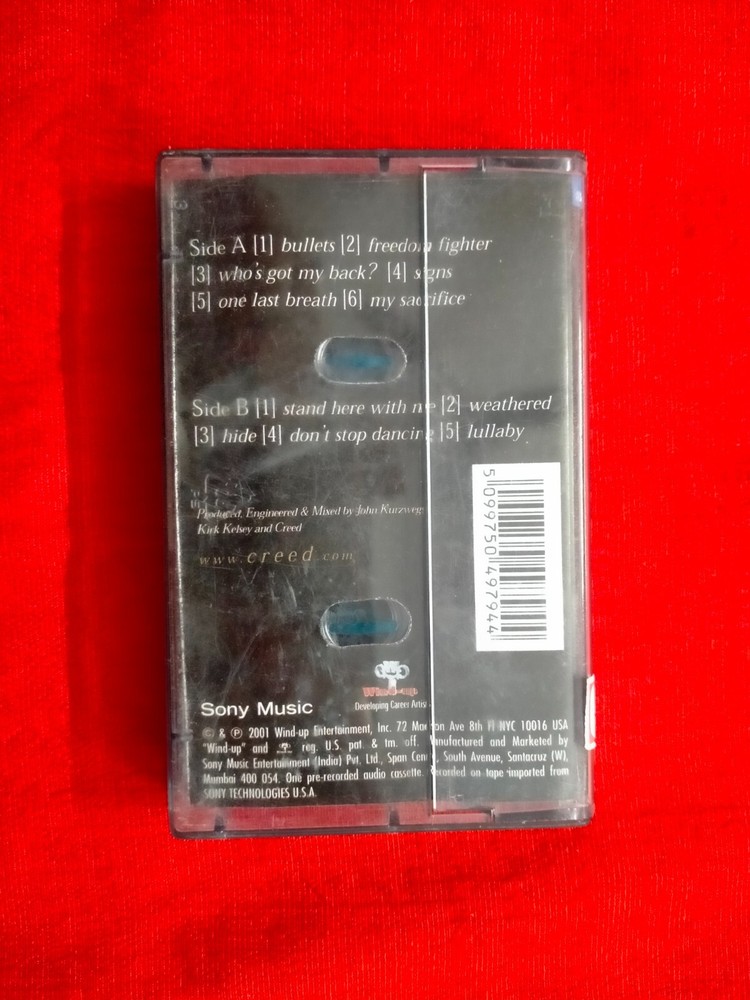 Side A [1] bullets [2] freedom fighter
[3] who's got my back? [4] signs
[5] one last breath [6] my sacrifice
Side B [1] stand here with me [2] weathered
[3] hide [4] don't stop dancing [5] lullaby
Produced, Engineered & Mixed by John Kurzweg
Kirk Kelsey and Creed
www.creed.com
5 099750 497944
Wind-up
Developing Career Artis
Sony Music
© & ℗ 2001 Wind-up Entertainment, Inc. 72 Madison Ave 8th Fl NYC 10016 USA
"Wind-up" and reg. U.S. pat & tm. off. Manufactured and Marketed by
Sony Music Entertainment (India) Pvt. Ltd., Span Cen , South Avenue, Santacruz (W),
Mumbai 400 054. One pre-recorded audio cassette. Recorded on tape imported from
SONY TECHNOLOGIES U.S.A.